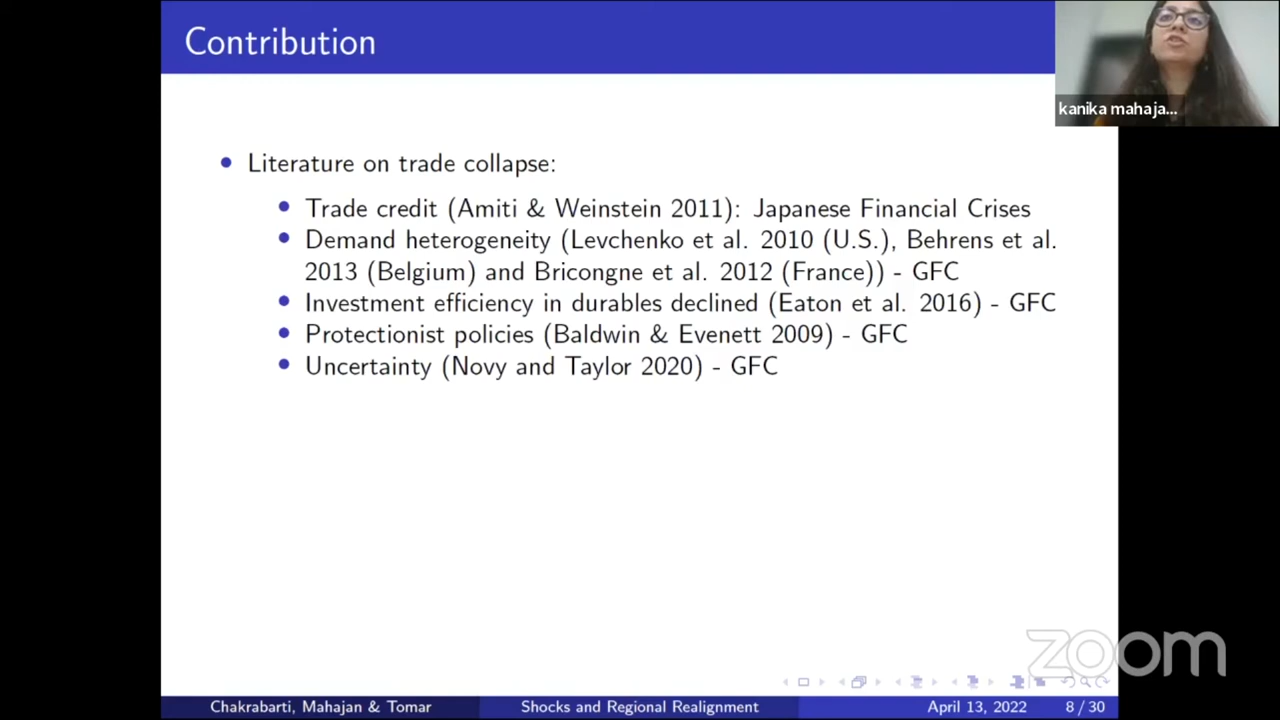 Contribution
kanika mahaja...
Literature on trade collapse:
Trade credit (Amiti & Weinstein 2011): Japanese Financial Crises
Demand heterogeneity (Levchenko et al. 2010 (U.S.), Behrens et al.
2013 (Belgium) and Bricongne et al. 2012 (France)) - GFC
Investment efficiency in durables declined (Eaton et al. 2016) - GFC
Protectionist policies (Baldwin & Evenett 2009) - GFC
Uncertainty (Novy and Taylor 2020) - GFC
zoom
Chakrabarti, Mahajan & Tomar
Shocks and Regional Realignment
April 13, 2022
8 / 30